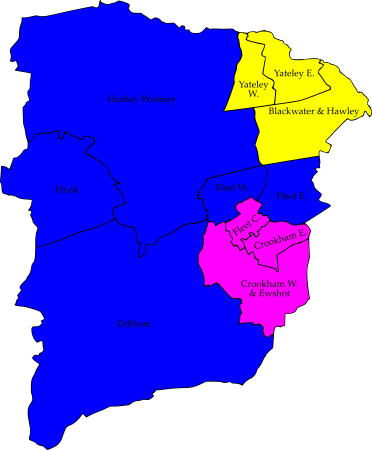 Yateley E.
Yateley
W.
Hartley Wintney
Blackwater & Hawley
Hook
Fleet W.
Fleet E.
Fleet C.
Crookham E.
Crookham W.
& Ewshot
Odiham